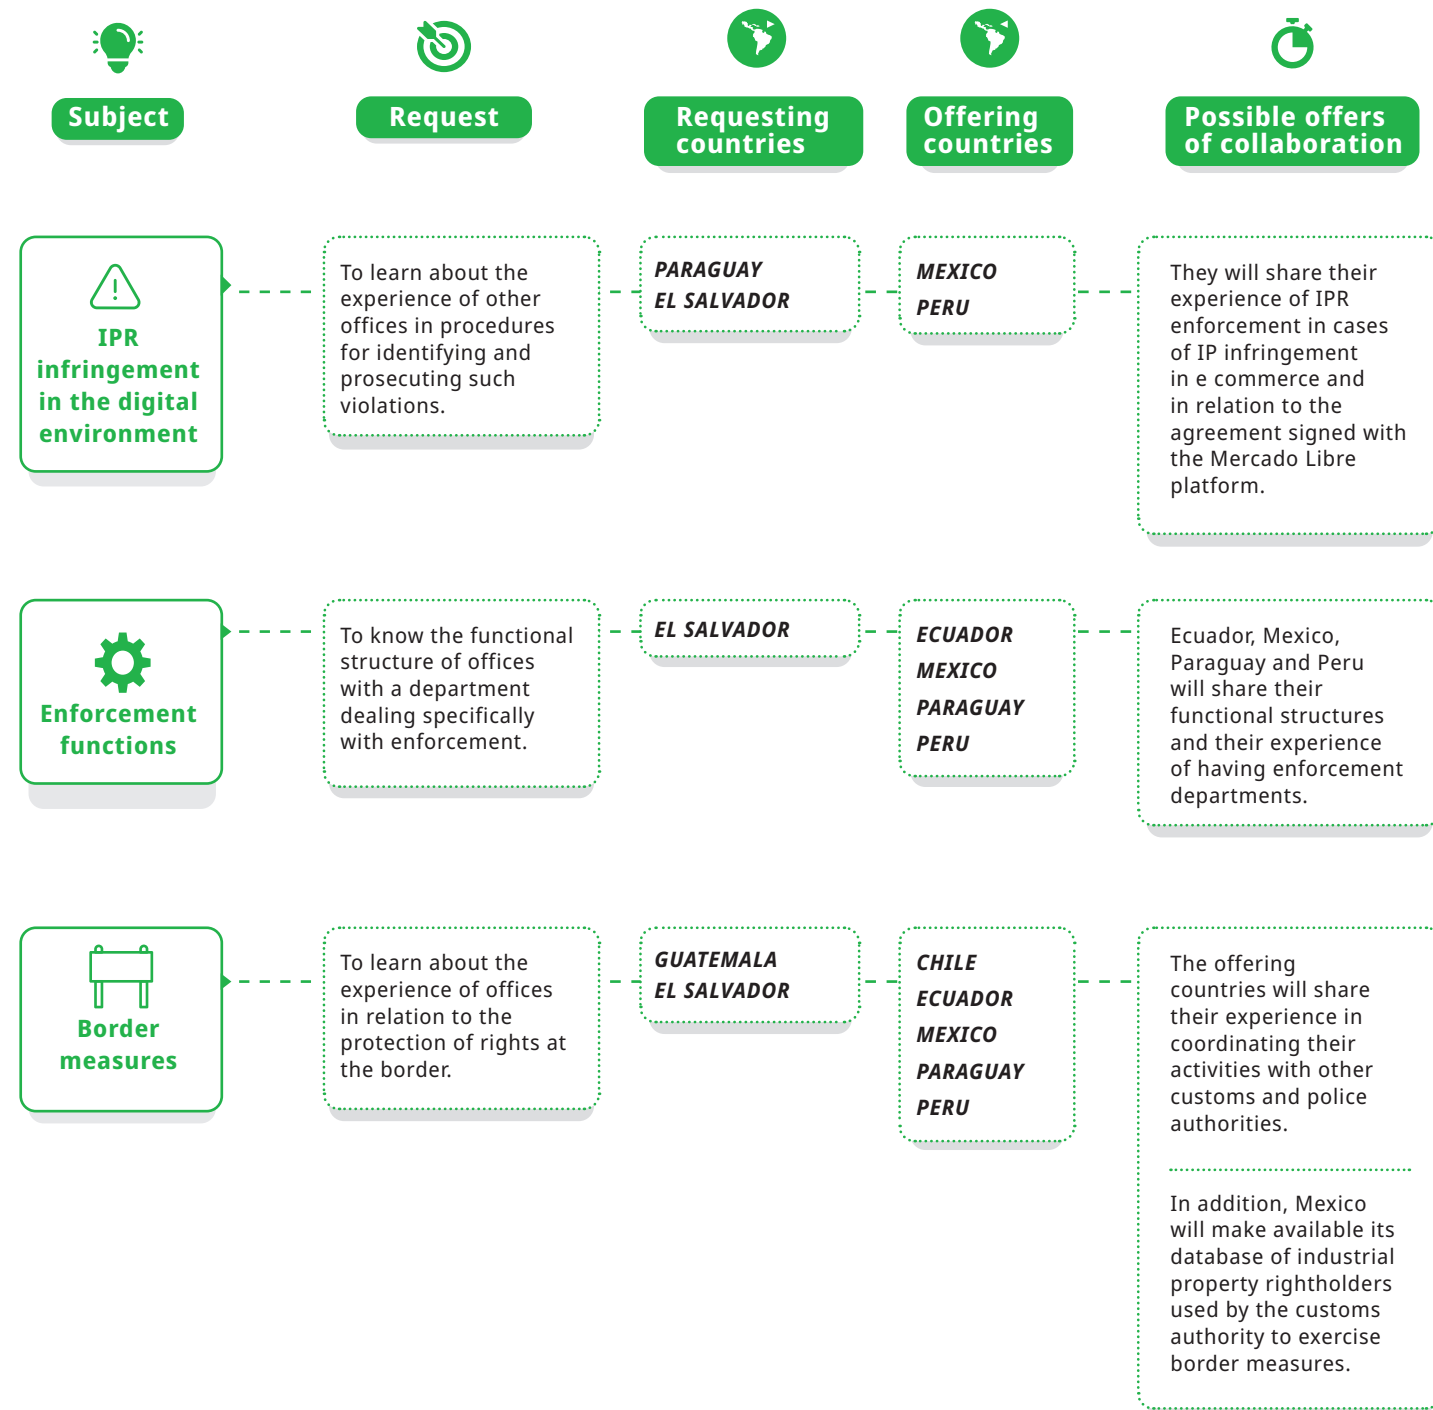 Subject
Request
Requesting
countries
Offering
countries
Possible offers
of collaboration
IPR
infringement
in the digital
environment
To learn about the
experience of other
offices in procedures
for identifying and
prosecuting such
violations.
PARAGUAY
EL SALVADOR
MEXICO
PERU
They will share their
experience of IPR
enforcement in cases
of IP infringement
in e commerce and
in relation to the
agreement signed with
the Mercado Libre
platform.
Enforcement
functions
To know the functional
structure of offices
with a department
dealing specifically
with enforcement.
EL SALVADOR
ECUADOR
MEXICO
PARAGUAY
PERU
Ecuador, Mexico,
Paraguay and Peru
will share their
functional structures
and their experience
of having enforcement
departments.
Border
measures
To learn about the
experience of offices
in relation to the
protection of rights at
the border.
GUATEMALA
EL SALVADOR
CHILE
ECUADOR
MEXICO
PARAGUAY
PERU
The offering
countries will share
their experience in
coordinating their
activities with other
customs and police
authorities.
In addition, Mexico
will make available its
database of industrial
property rightholders
used by the customs
authority to exercise
border measures.